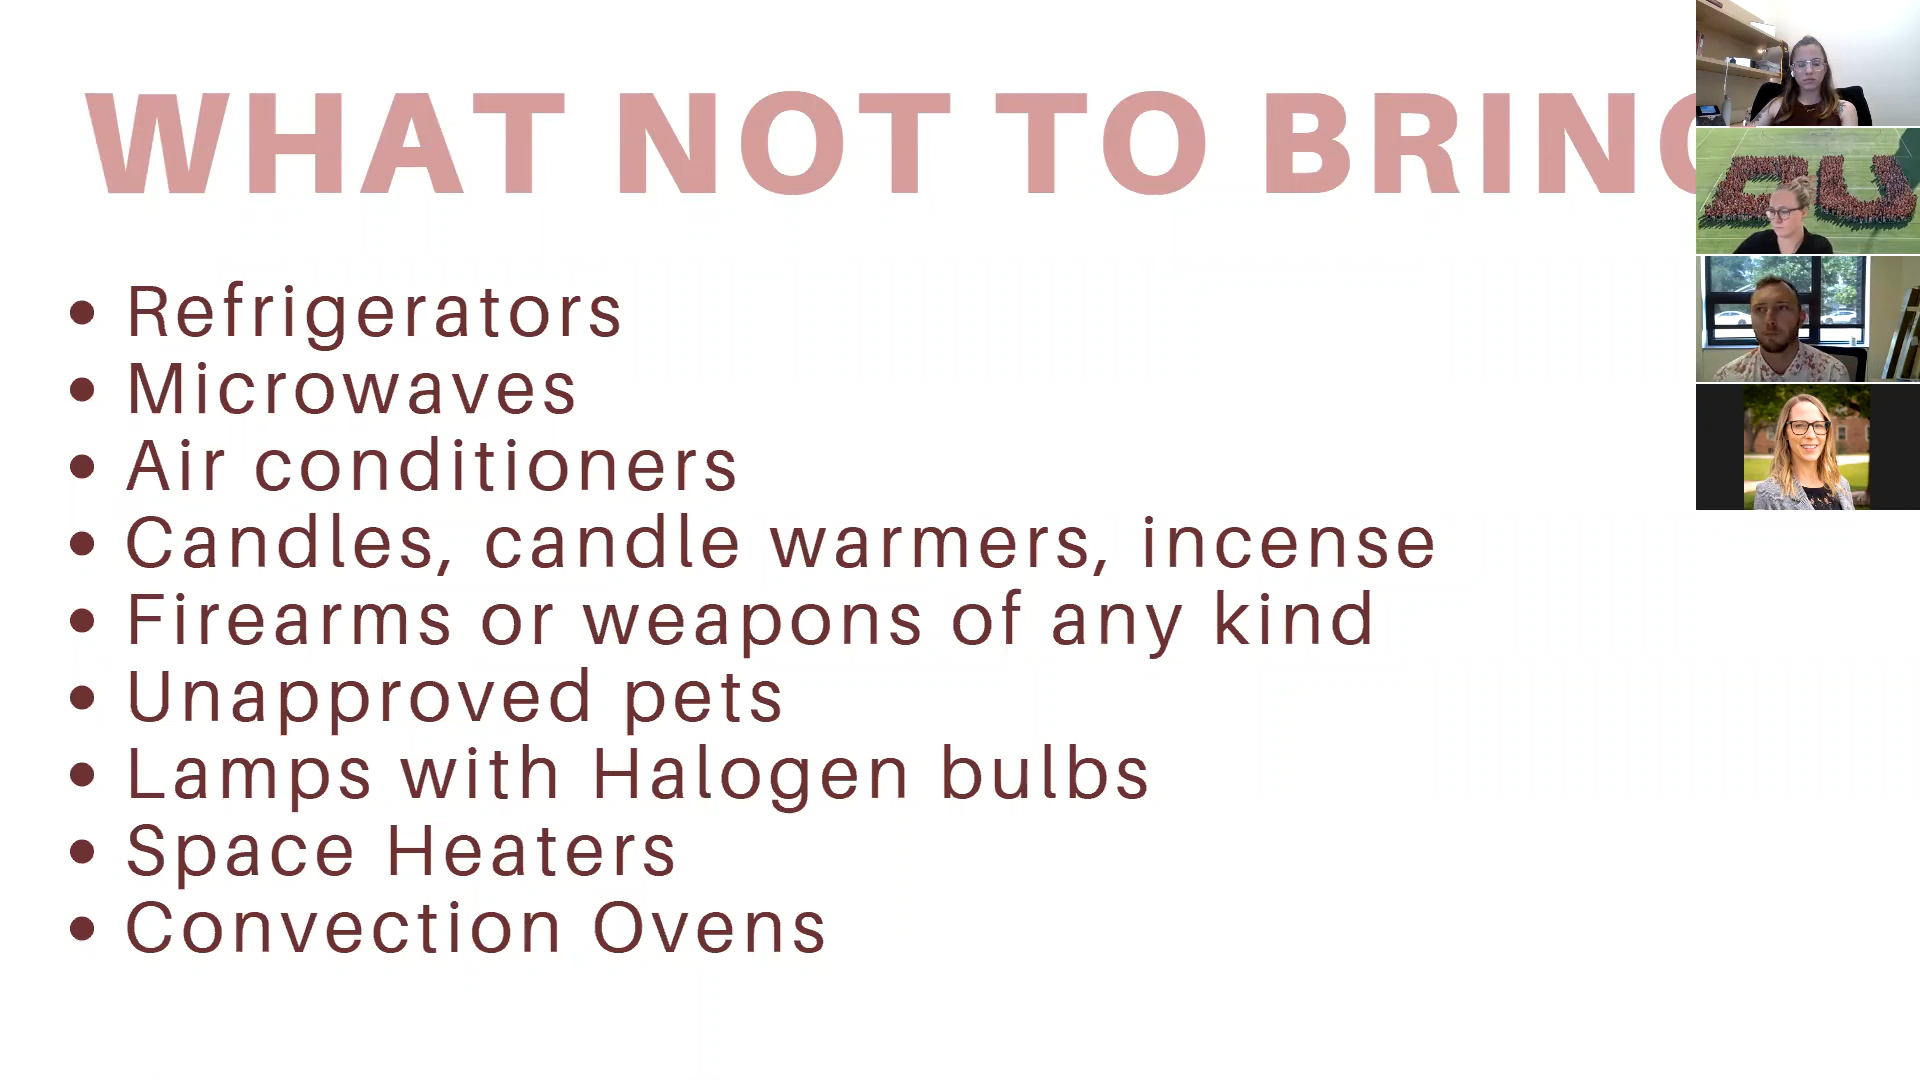 WHAT NOT TO BRING
• Refrigerators
• Microwaves
• Air conditioners
• Candles, candle warmers, incense
• Firearms or weapons of any kind
• Unapproved pets
• Lamps with Halogen bulbs
• Space Heaters
• Convection Ovens